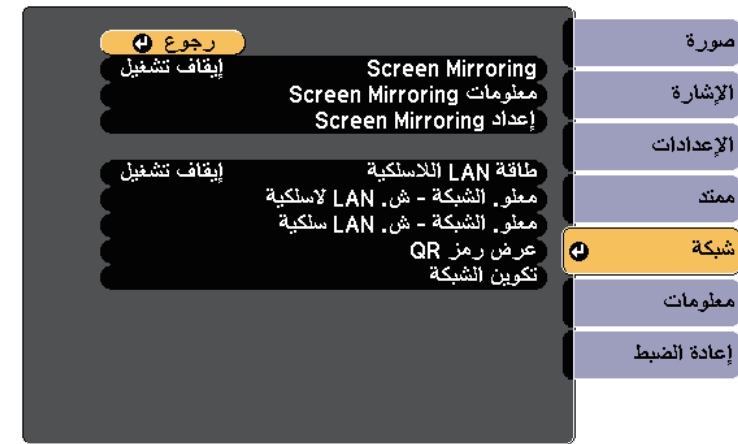 صورة
الإشارة
الإعدادات
ممتد
شبكة
معلومات
إعادة الضبط
رجوع
Screen Mirroring إيقاف تشغيل
معلومات Screen Mirroring
إعداد Screen Mirroring
طاقة LAN اللاسلكية إيقاف تشغيل
معلو. الشبكة - ش. LAN لاسلكية
معلو. الشبكة - ش. LAN سلكية
عرض رمز QR
تكوين الشبكة